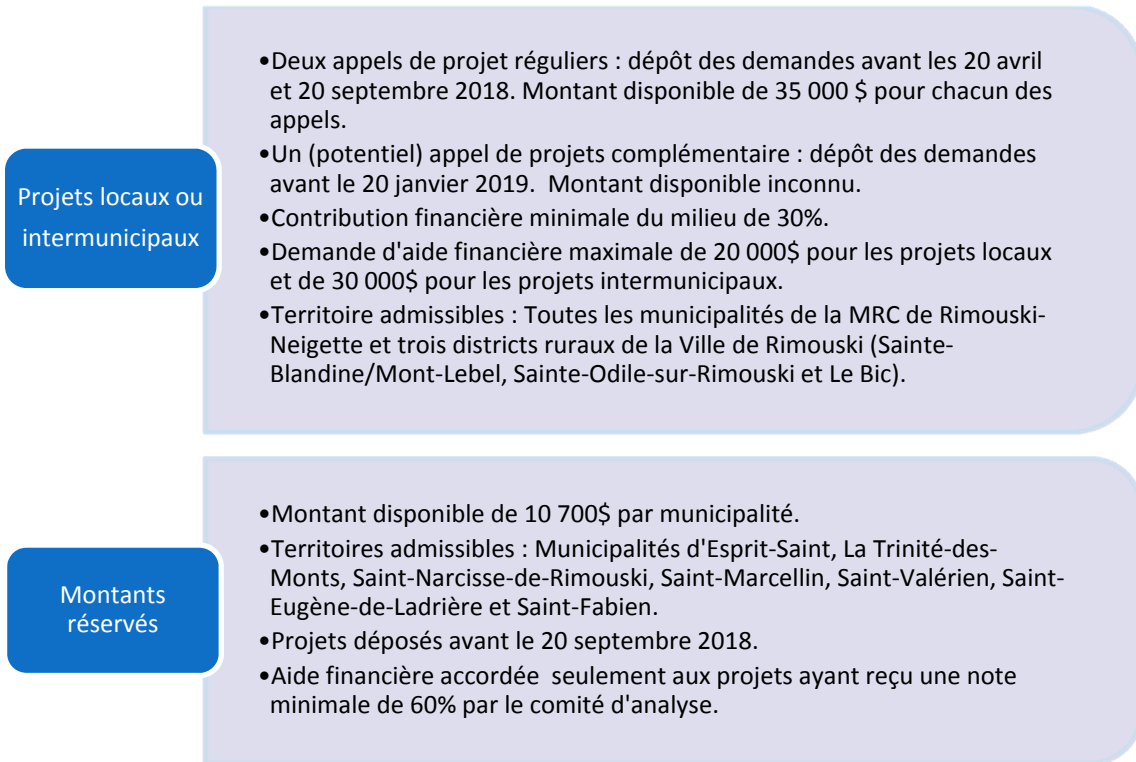 Projets locaux ou
intermunicipaux
•Deux appels de projet réguliers : dépôt des demandes avant les 20 avril
et 20 septembre 2018. Montant disponible de 35 000 $ pour chacun des
appels.
•Un (potentiel) appel de projets complémentaire : dépôt des demandes
avant le 20 janvier 2019. Montant disponible inconnu.
•Contribution financière minimale du milieu de 30%.
•Demande d'aide financière maximale de 20 000$ pour les projets locaux
et de 30 000$ pour les projets intermunicipaux.
•Territoire admissibles : Toutes les municipalités de la MRC de Rimouski-
Neigette et trois districts ruraux de la Ville de Rimouski (Sainte-
Blandine/Mont-Lebel, Sainte-Odile-sur-Rimouski et Le Bic).
Montants
réservés
•Montant disponible de 10 700$ par municipalité.
•Territoires admissibles : Municipalités d'Esprit-Saint, La Trinité-des-
Monts, Saint-Narcisse-de-Rimouski, Saint-Marcellin, Saint-Valérien, Saint-
Eugène-de-Ladrière et Saint-Fabien.
•Projets déposés avant le 20 septembre 2018.
•Aide financière accordée seulement aux projets ayant reçu une note
minimale de 60% par le comité d'analyse.